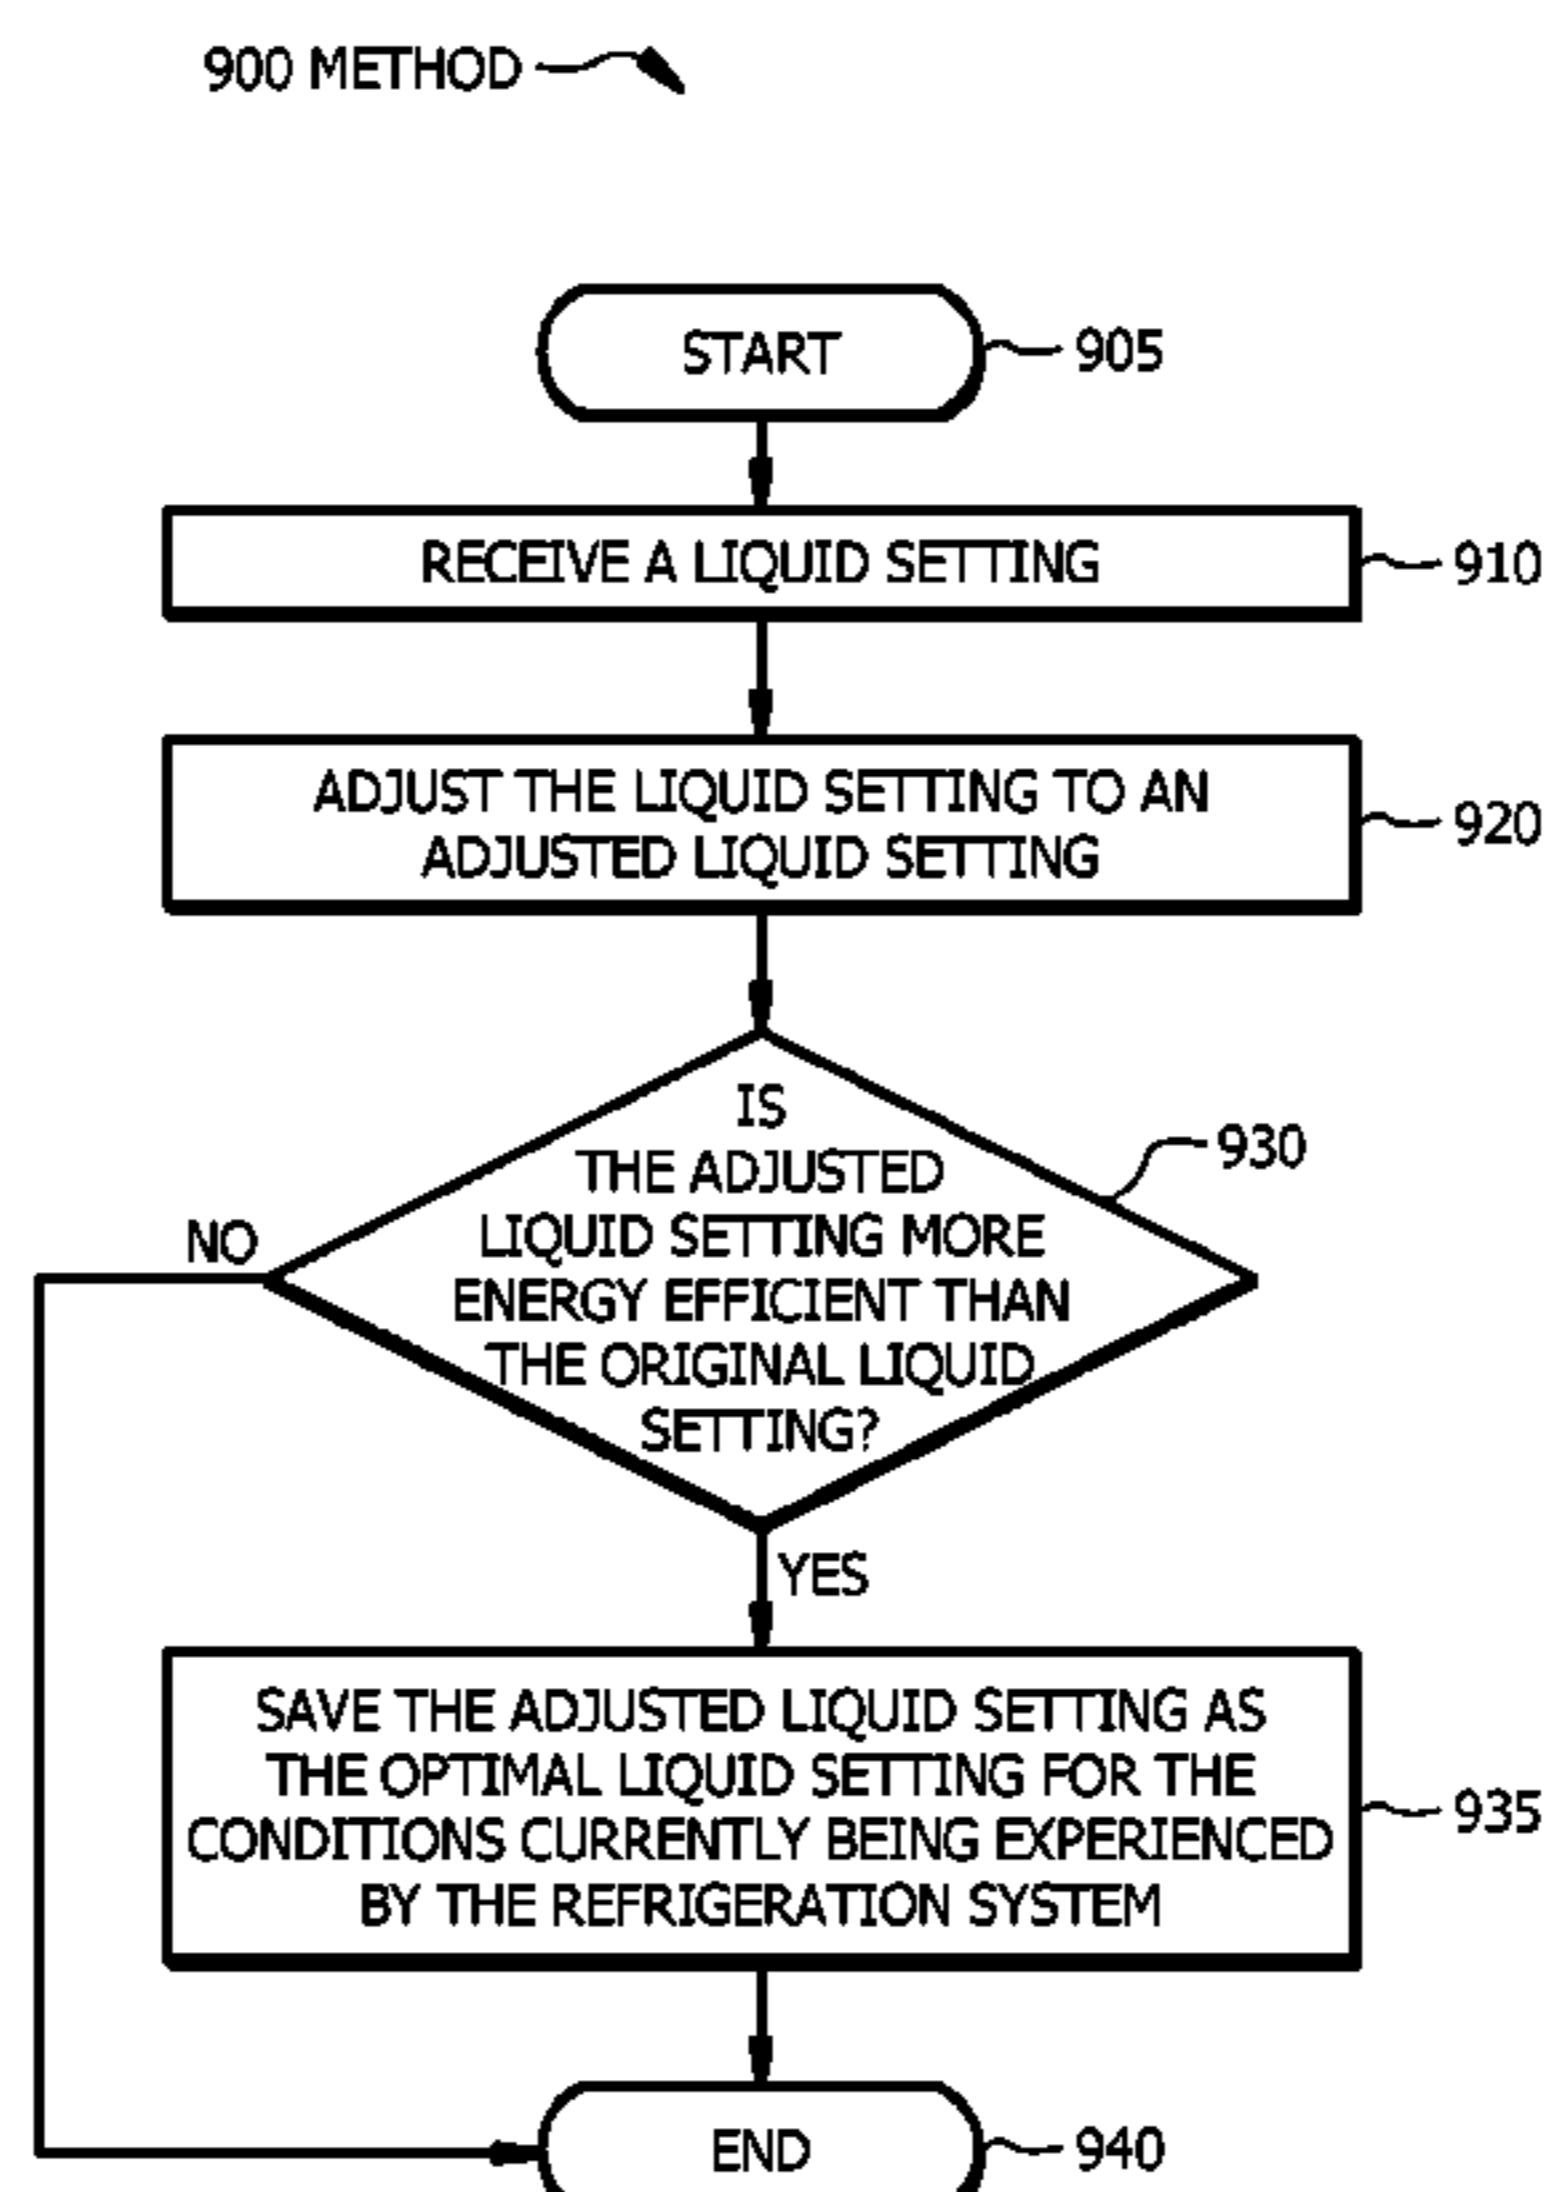 900 METHOD
START
905
RECEIVE A LIQUID SETTING
910
ADJUST THE LIQUID SETTING TO AN
ADJUSTED LIQUID SETTING
920
IS
THE ADJUSTED
LIQUID SETTING MORE
ENERGY EFFICIENT THAN
THE ORIGINAL LIQUID
SETTING?
930
NO
YES
SAVE THE ADJUSTED LIQUID SETTING AS
THE OPTIMAL LIQUID SETTING FOR THE
CONDITIONS CURRENTLY BEING EXPERIENCED
BY THE REFRIGERATION SYSTEM
935
END
940